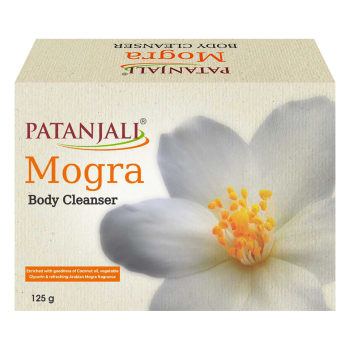 PATANJALI®
Mogra
BODY CLEANSER
PATANJALI®
Mogra
Body Cleanser
Enriched with goodness of Coconut oil, vegetable
Glycerin & refreshing Arabian Mogra fragrance
125 g